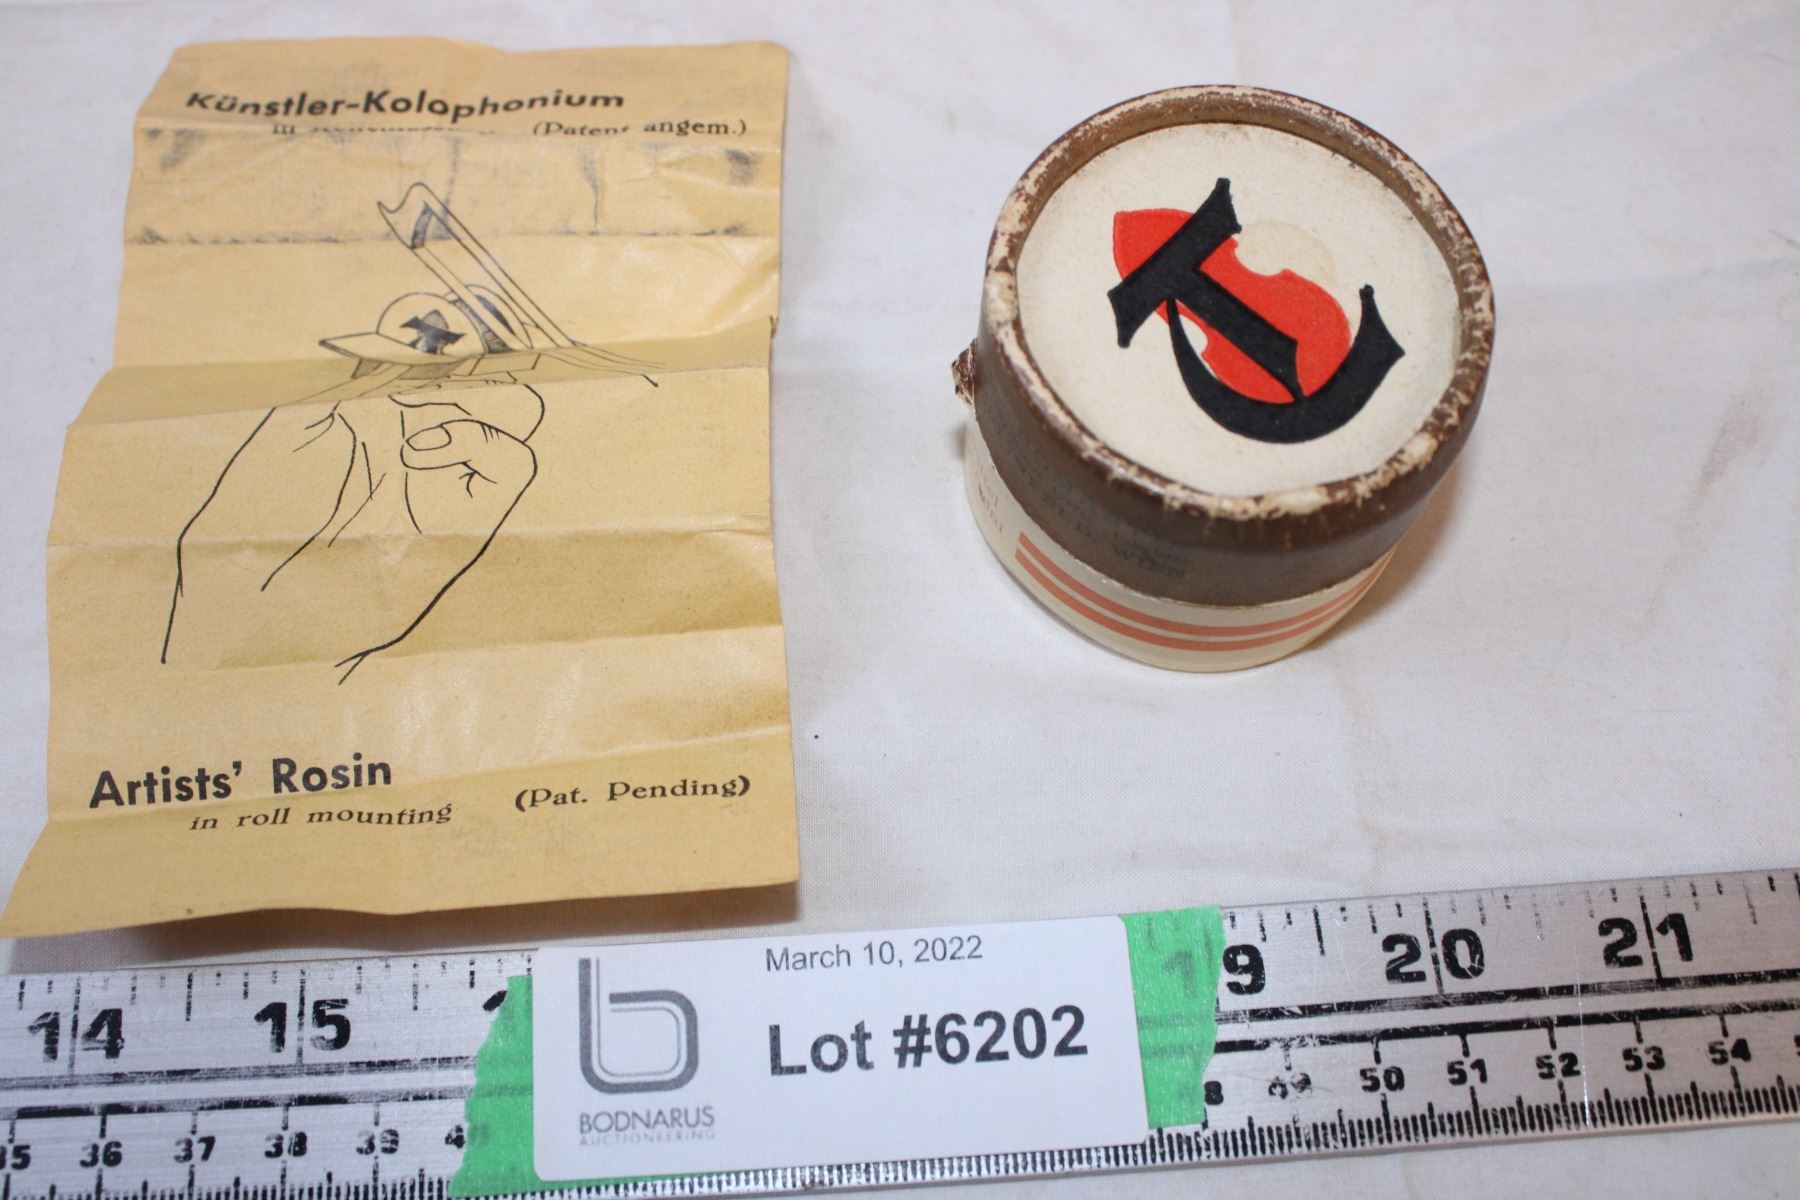 Künstler-Kolophonium
in (Patent angem.)
Artists' Rosin
in roll mounting (Pat. Pending)
March 10, 2022
Lot #6202
BODNARUS
AUCTIONEERING
14 15 19 20 21
35 36 37 38 39 50 51 52 53 54